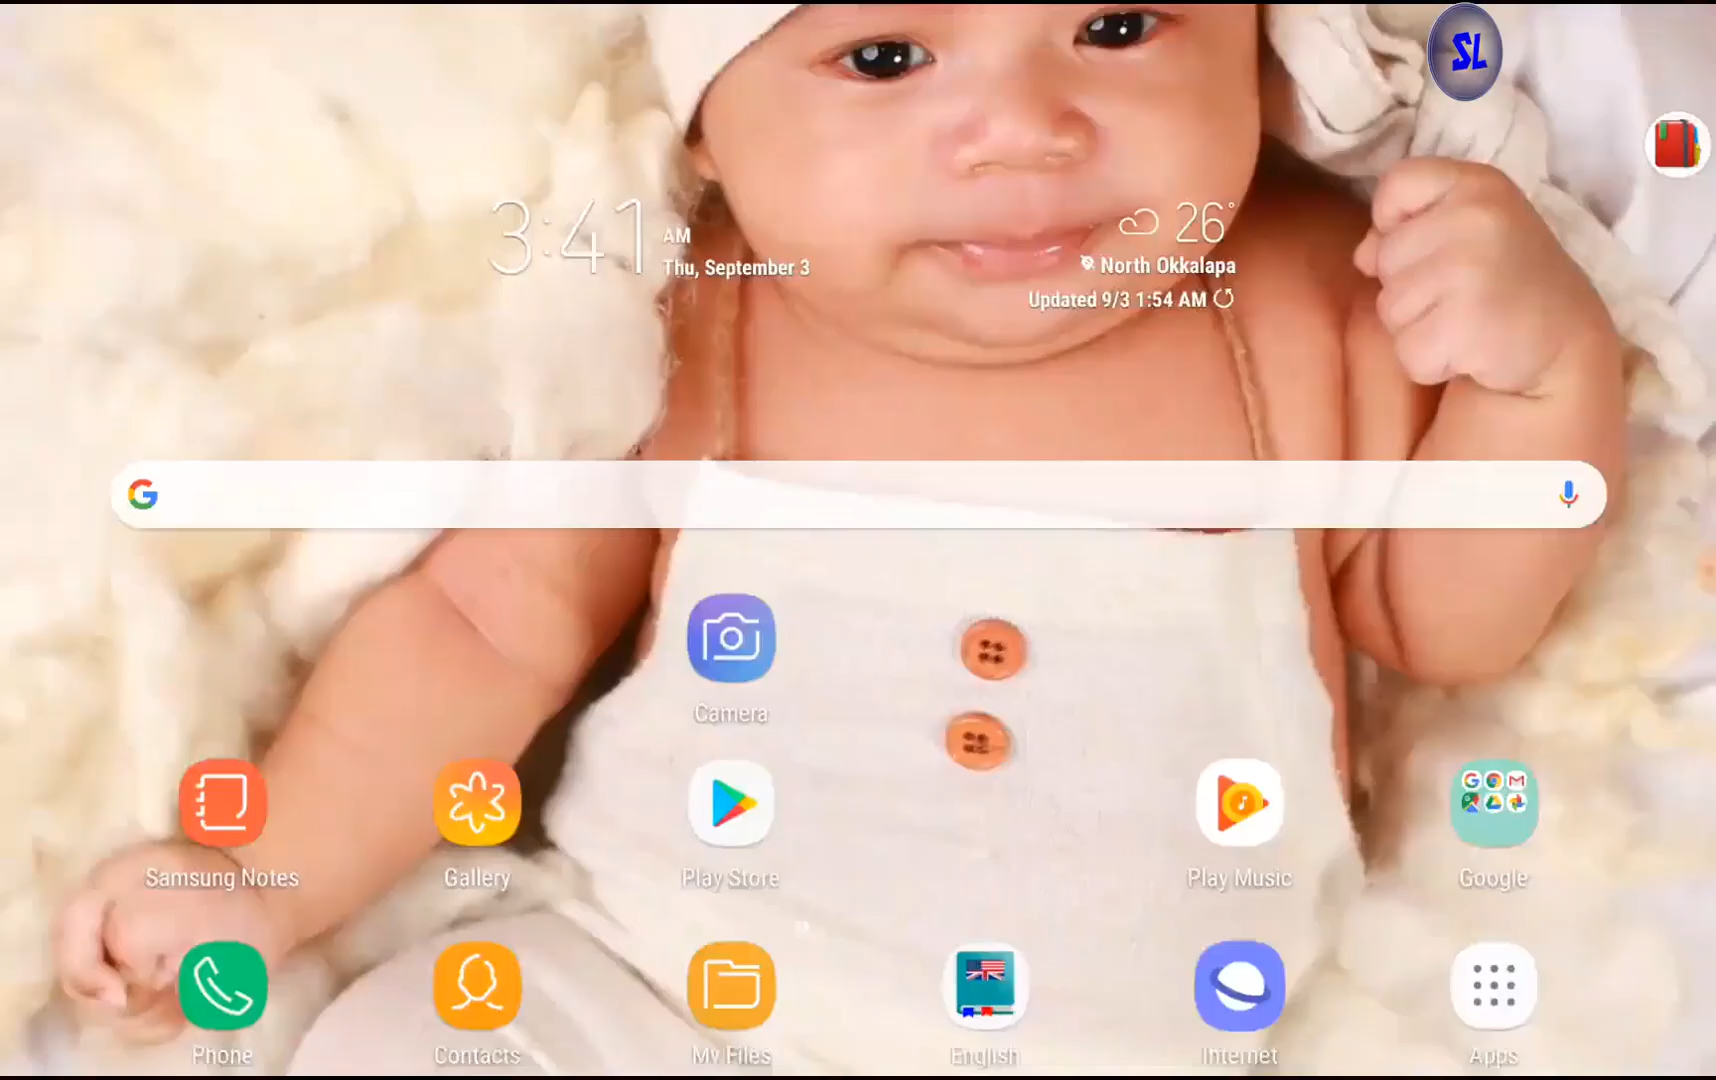 SL
3:41 AM
Thu, September 3
26°
North Okkalapa
Updated 9/3 1:54 AM
Camera
Samsung Notes
Gallery
Play Store
Play Music
Google
Phone
Contacts
My Files
English
Internet
Apps